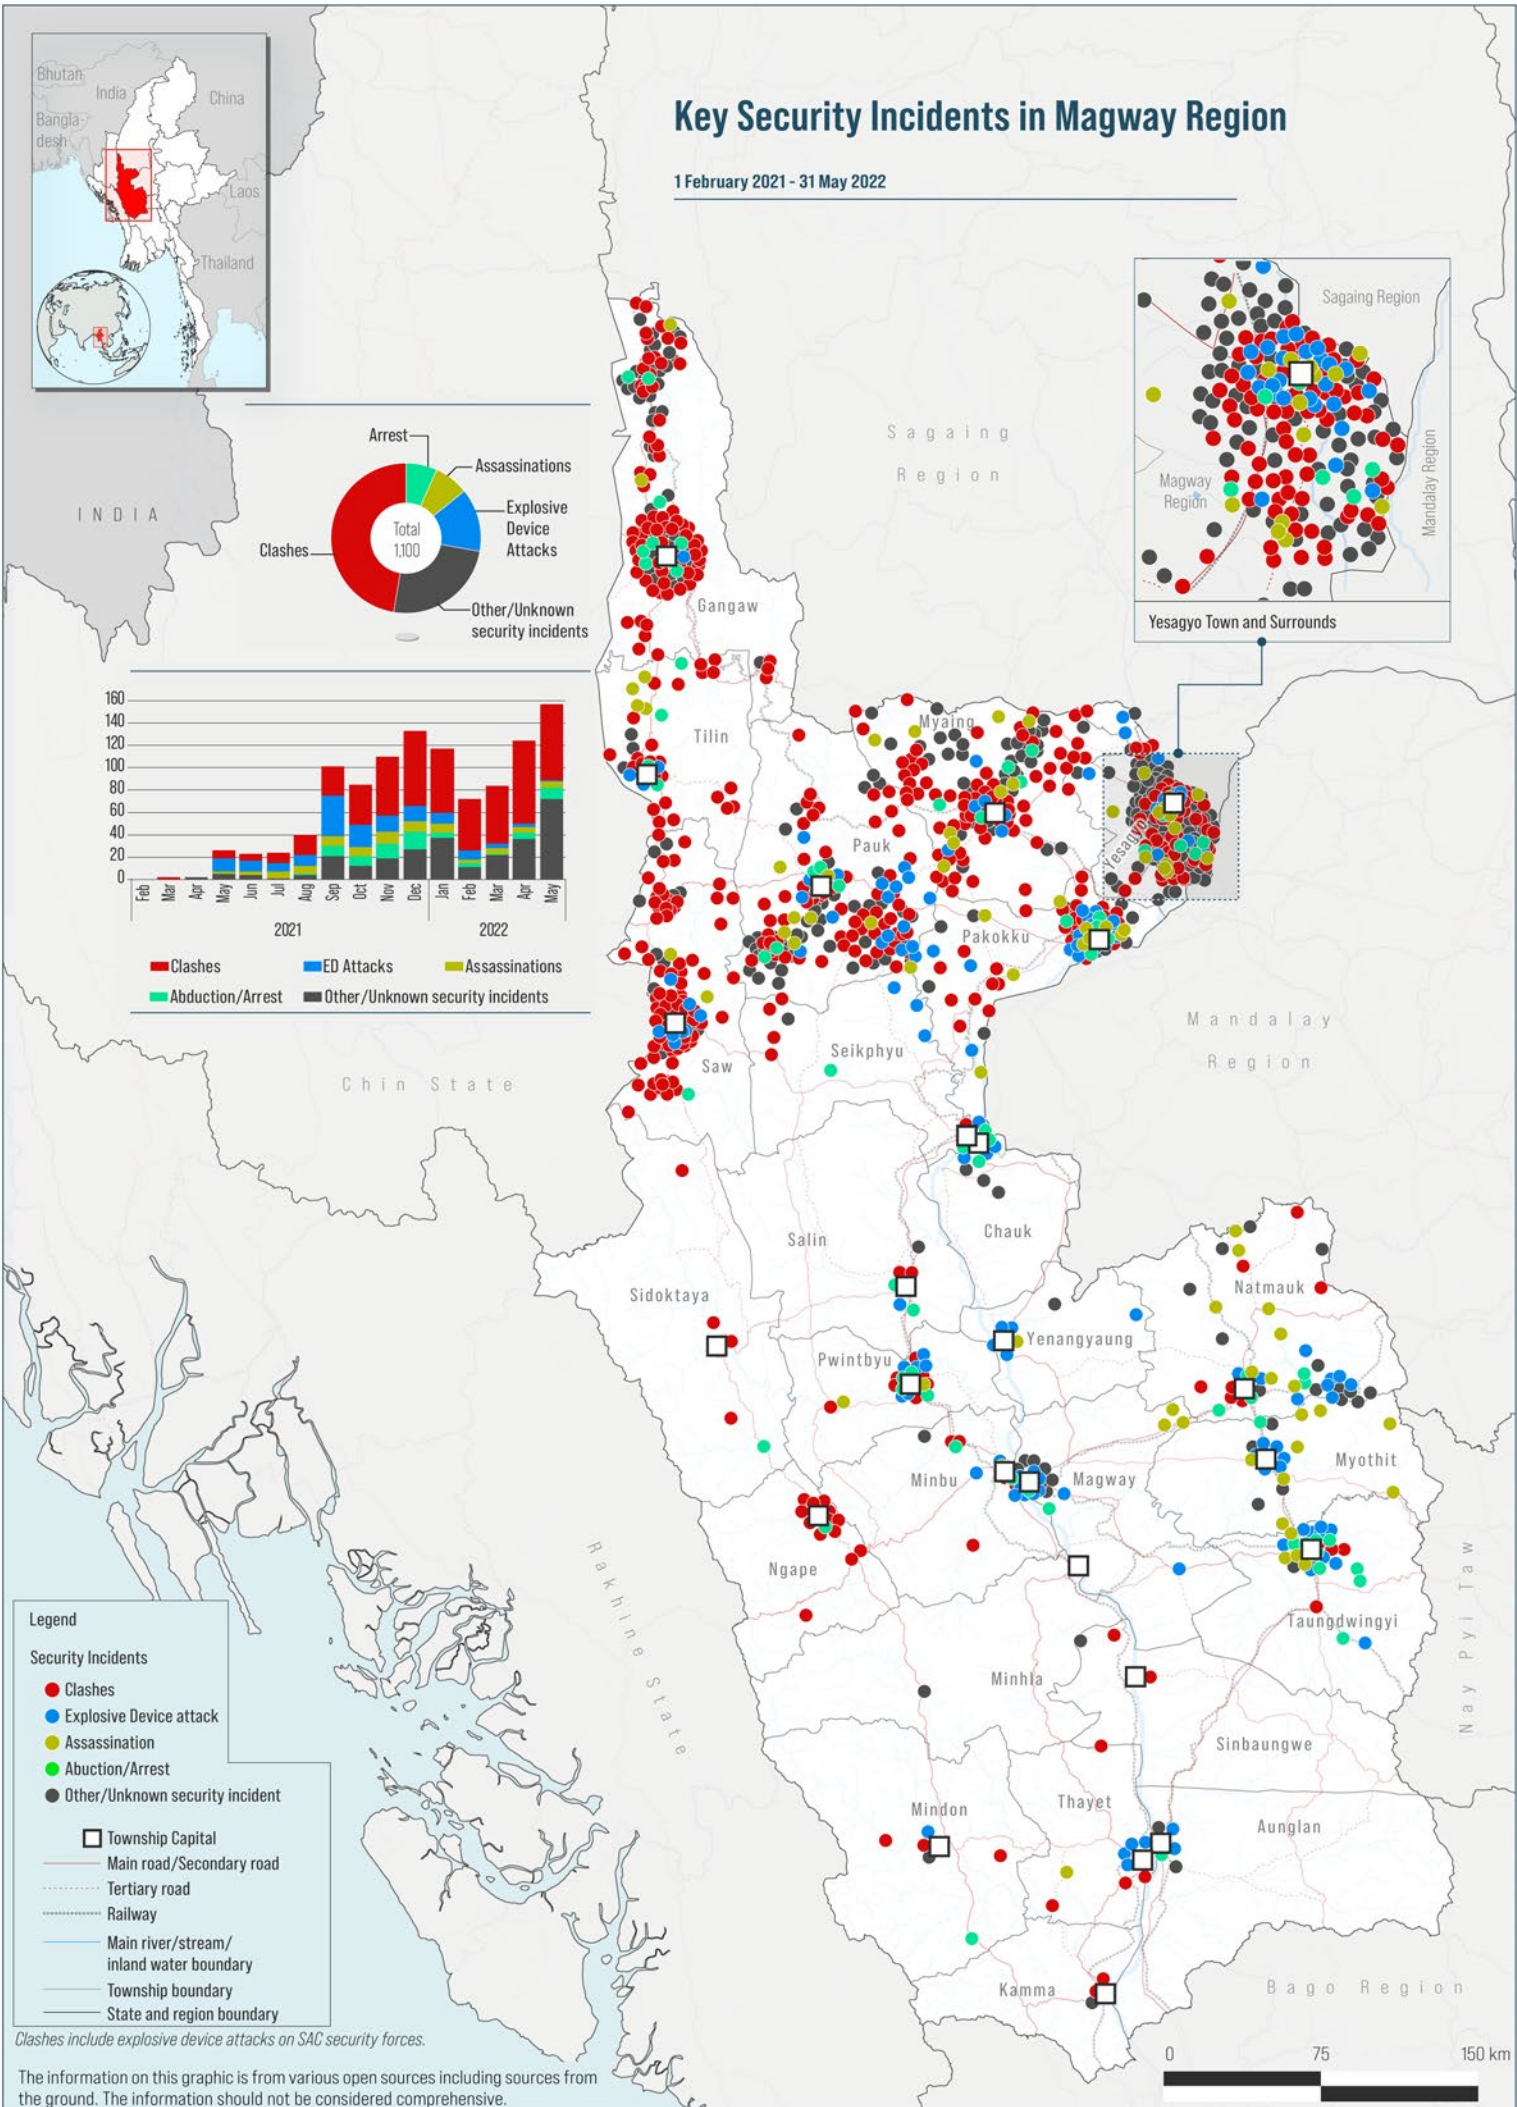 Key Security Incidents in Magway Region
1 February 2021 - 31 May 2022
Bhutan
India
China
Bangla-
desh
Laos
Thailand
INDIA
Sagaing
Region
Sagaing Region
Magway
Region
Mandalay Region
Yesagyo Town and Surrounds
Arrest
Assassinations
Explosive
Device
Attacks
Total
1,100
Clashes
Other/Unknown
security incidents
160
140
120
100
80
60
40
20
0
Feb
Mar
Apr
May
Jun
Jul
Aug
Sep
Oct
Nov
Dec
Jan
Feb
Mar
Apr
May
2021
2022
Clashes
ED Attacks
Assassinations
Abduction/Arrest
Other/Unknown security incidents
Gangaw
Tilin
Myaing
Yesagyo
Pauk
Pakokku
Saw
Seikphyu
Chin State
Mandalay
Region
Chauk
Salin
Sidoktaya
Natmauk
Yenangyaung
Pwintbyu
Myothit
Minbu
Magway
Ngape
Rakhine State
Nay Pyi Taw
Taungdwingyi
Minhla
Sinbaungwe
Mindon
Thayet
Aunglan
Kamma
Bago Region
0
75
150 km
Legend
Security Incidents
Clashes
Explosive Device attack
Assassination
Abuction/Arrest
Other/Unknown security incident
Township Capital
Main road/Secondary road
Tertiary road
Railway
Main river/stream/
inland water boundary
Township boundary
State and region boundary
Clashes include explosive device attacks on SAC security forces.
The information on this graphic is from various open sources including sources from
the ground. The information should not be considered comprehensive.